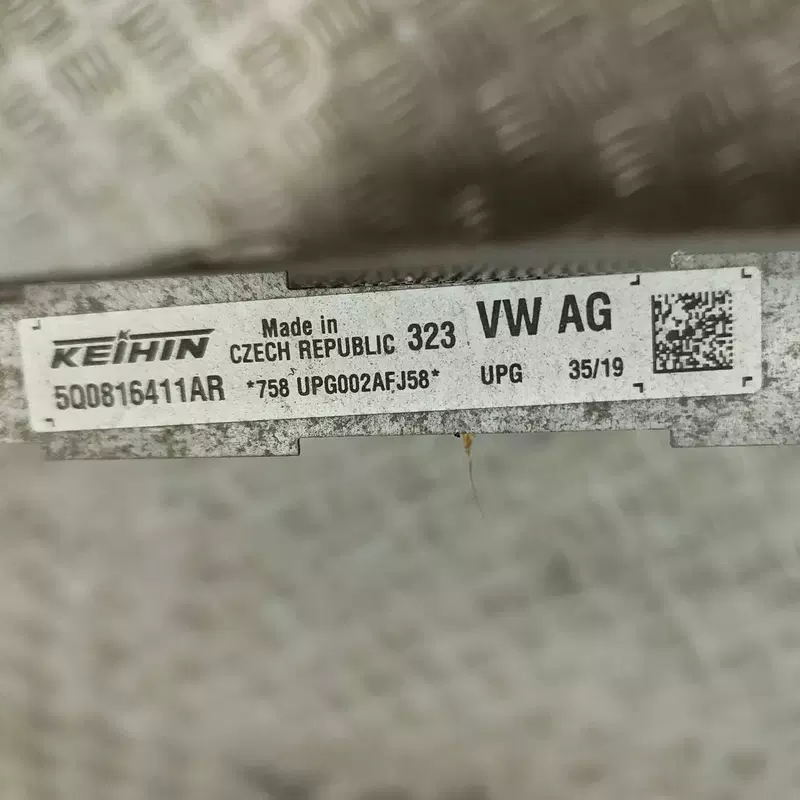 KEIHIN
Made in
CZECH REPUBLIC 323 VW AG
5Q0816411AR *758 UPG002AFJ58* UPG 35/19